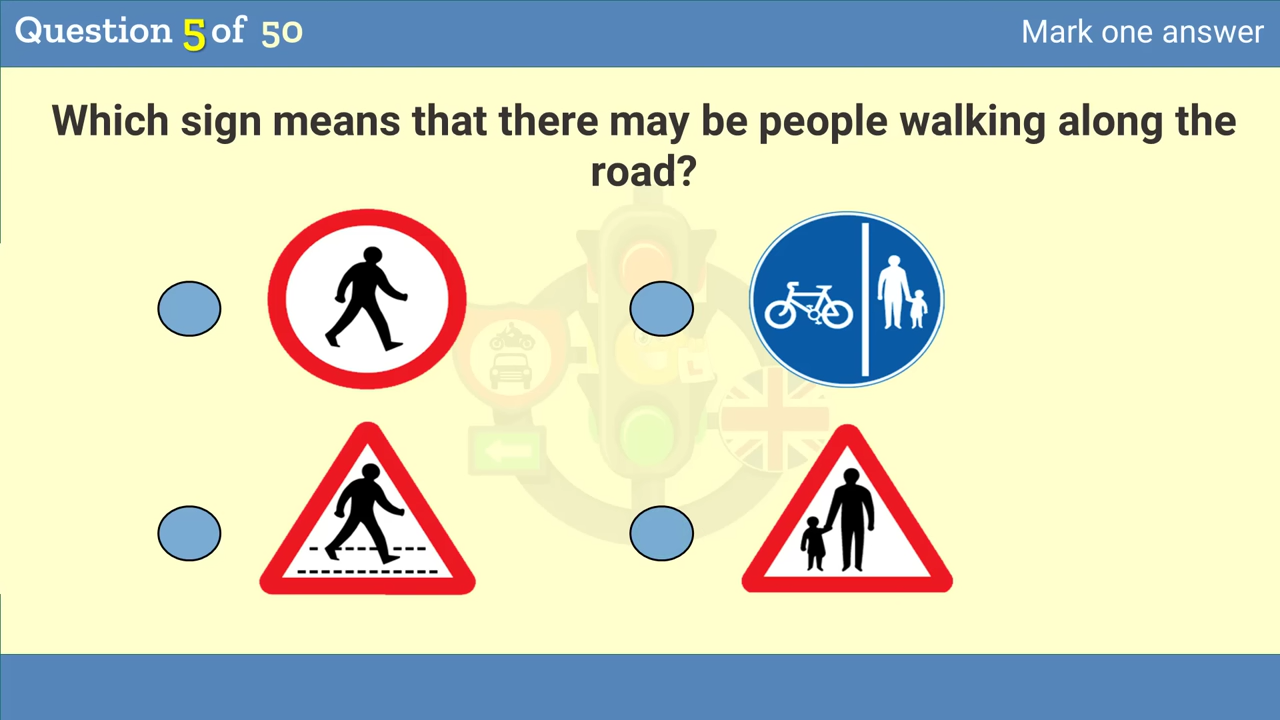 Question 5 of 50
Mark one answer
Which sign means that there may be people walking along the
road?